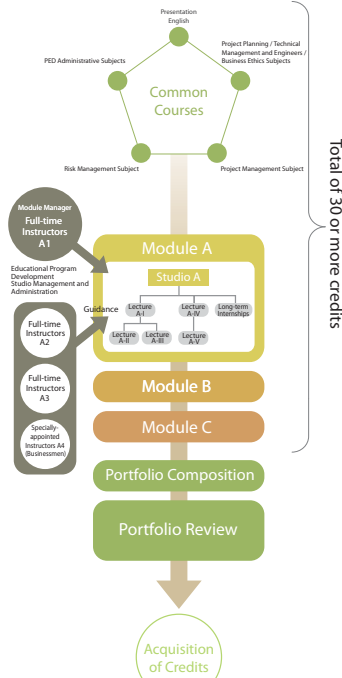 Presentation
English
PED Administrative Subjects
Project Planning / Technical
Management and Engineers /
Business Ethics Subjects
Common
Courses
Risk Management Subject
Project Management Subject
Total of 30 or more credits
Module Manager
Full-time
Instructors
A1
Educational Program
Development
Studio Management and
Administration
Guidance
Full-time
Instructors
A2
Full-time
Instructors
A3
Specially-
appointed
Instructors A4
(Businessmen)
Module A
Studio A
Lecture
A-I
Lecture
A-IV
Long-term
Internships
Lecture
A-II
Lecture
A-III
Lecture
A-V
Module B
Module C
Portfolio Composition
Portfolio Review
Acquisition
of Credits